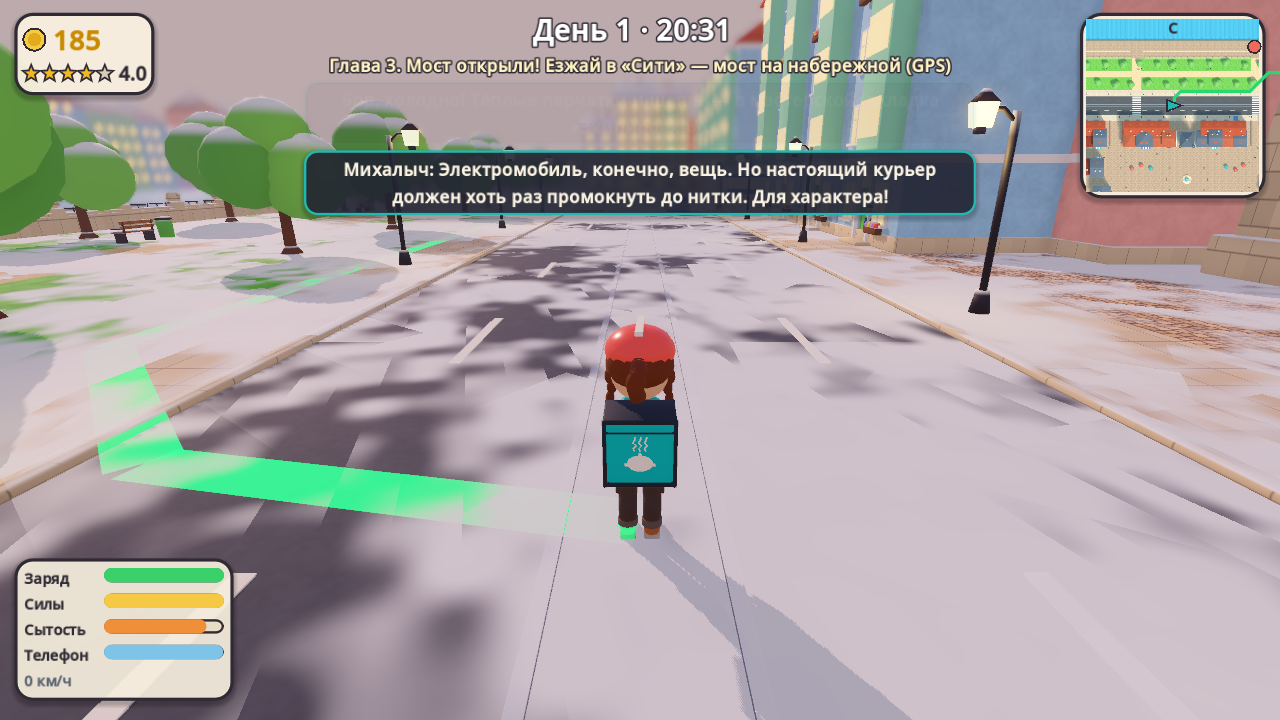 185
4.0
День 1 · 20:31
Глава 3. Мост открыли! Езжай в «Сити» — мост на набережной (GPS)
С
Михалыч: Электромобиль, конечно, вещь. Но настоящий курьер
должен хоть раз промокнуть до нитки. Для характера!
Заряд
Силы
Сытость
Телефон
0 км/ч